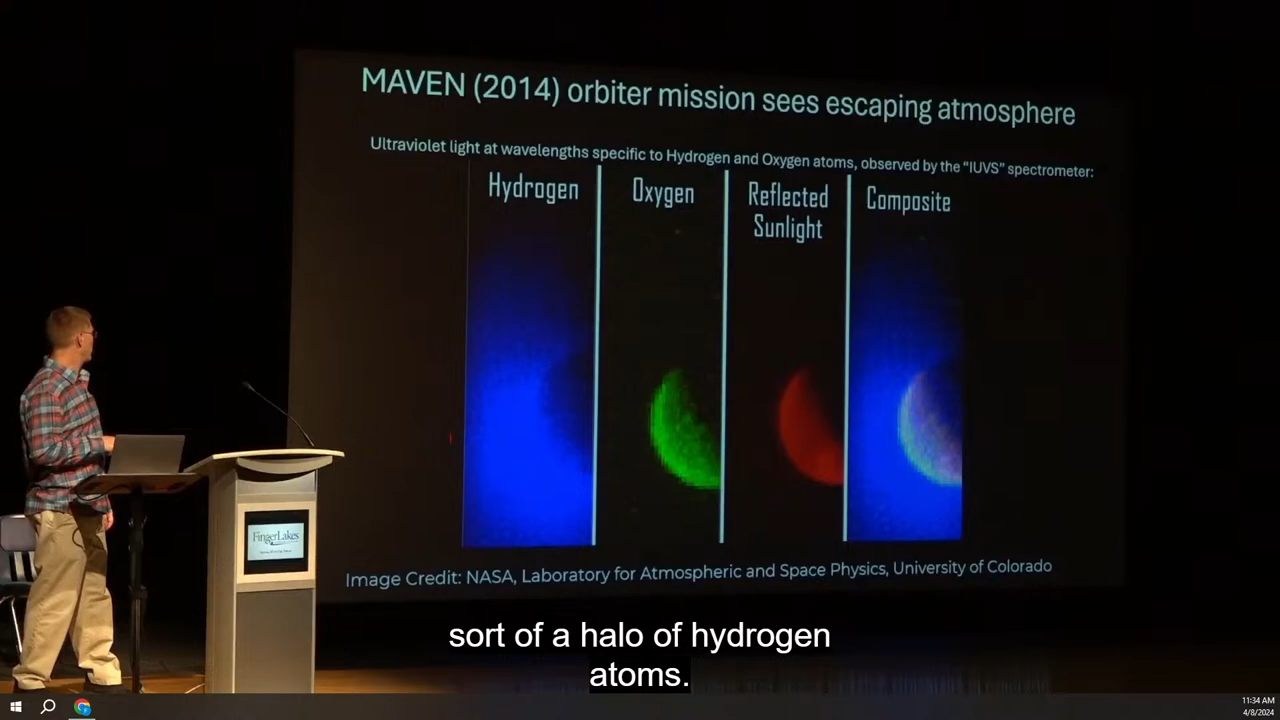 MAVEN (2014) orbiter mission sees escaping atmosphere
Ultraviolet light at wavelengths specific to Hydrogen and Oxygen atoms, observed by the “IUVS” spectrometer:
Hydrogen
Oxygen
Reflected
Sunlight
Composite
FingerLakes
Image Credit: NASA, Laboratory for Atmospheric and Space Physics, University of Colorado
sort of a halo of hydrogen
atoms.
11:34 AM
4/8/2024